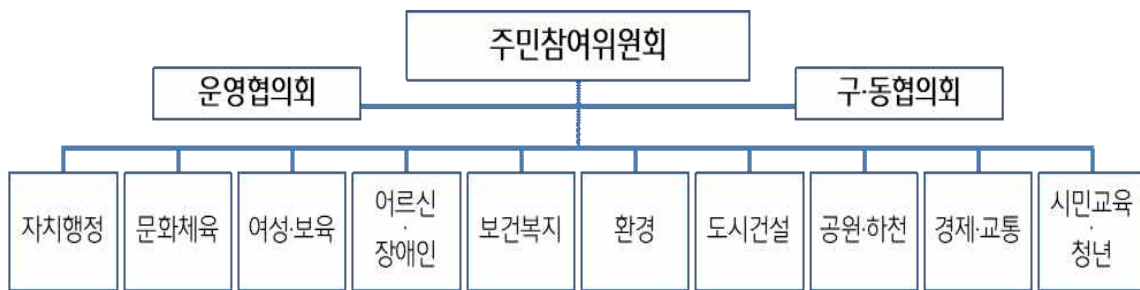 주민참여위원회
운영협의회
구·동협의회
자치행정
문화체육
여성·보육
어르신
·
장애인
보건복지
환경
도시건설
공원·하천
경제·교통
시민교육
·
청년